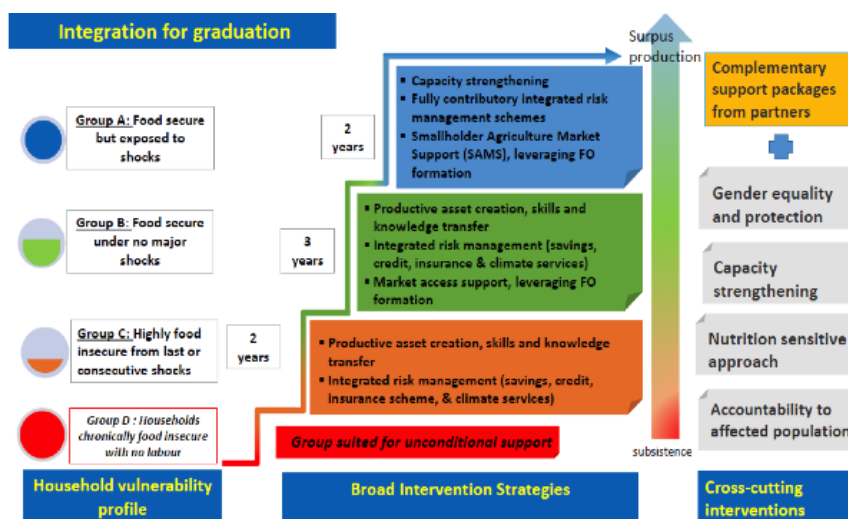 Integration for graduation
Group A: Food secure
but exposed to
shocks
Group B: Food secure
under no major
shocks
Group C: Highly food
insecure from last or
consecutive shocks
Group D : Households
chronically food insecure
with no labour
Household vulnerability
profile
2
years
3
years
2
years
Surpus
production
▪ Capacity strengthening
▪ Fully contributory integrated risk
management schemes
▪ Smallholder Agriculture Market
Support (SAMS), leveraging FO
formation
▪ Productive asset creation, skills and
knowledge transfer
▪ Integrated risk management (savings,
credit, insurance & climate services)
▪ Market access support, leveraging FO
formation
▪ Productive asset creation, skills and knowledge
transfer
▪ Integrated risk management (savings, credit,
insurance scheme, & climate services)
Group suited for unconditional support
subsistence
Broad Intervention Strategies
Complementary
support packages
from partners
Gender equality
and protection
Capacity
strengthening
Nutrition sensitive
approach
Accountability to
affected population
Cross-cutting
interventions